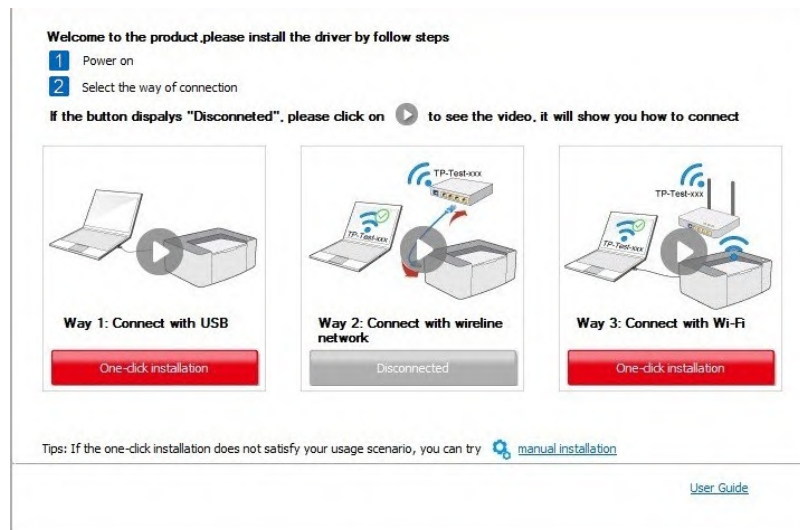 Welcome to the product,please install the driver by follow steps
1 Power on
2 Select the way of connection
If the button dispalys "Disconneted", please click on to see the video, it will show you how to connect
TP-Test-xxx
TP-Test-xxx
TP-Test-xxx
TP-Test-xxx
Way 1: Connect with USB
Way 2: Connect with wireline
network
Way 3: Connect with Wi-Fi
One-click installation
Disconnected
One-click installation
Tips: If the one-click installation does not satisfy your usage scenario, you can try manual installation
User Guide